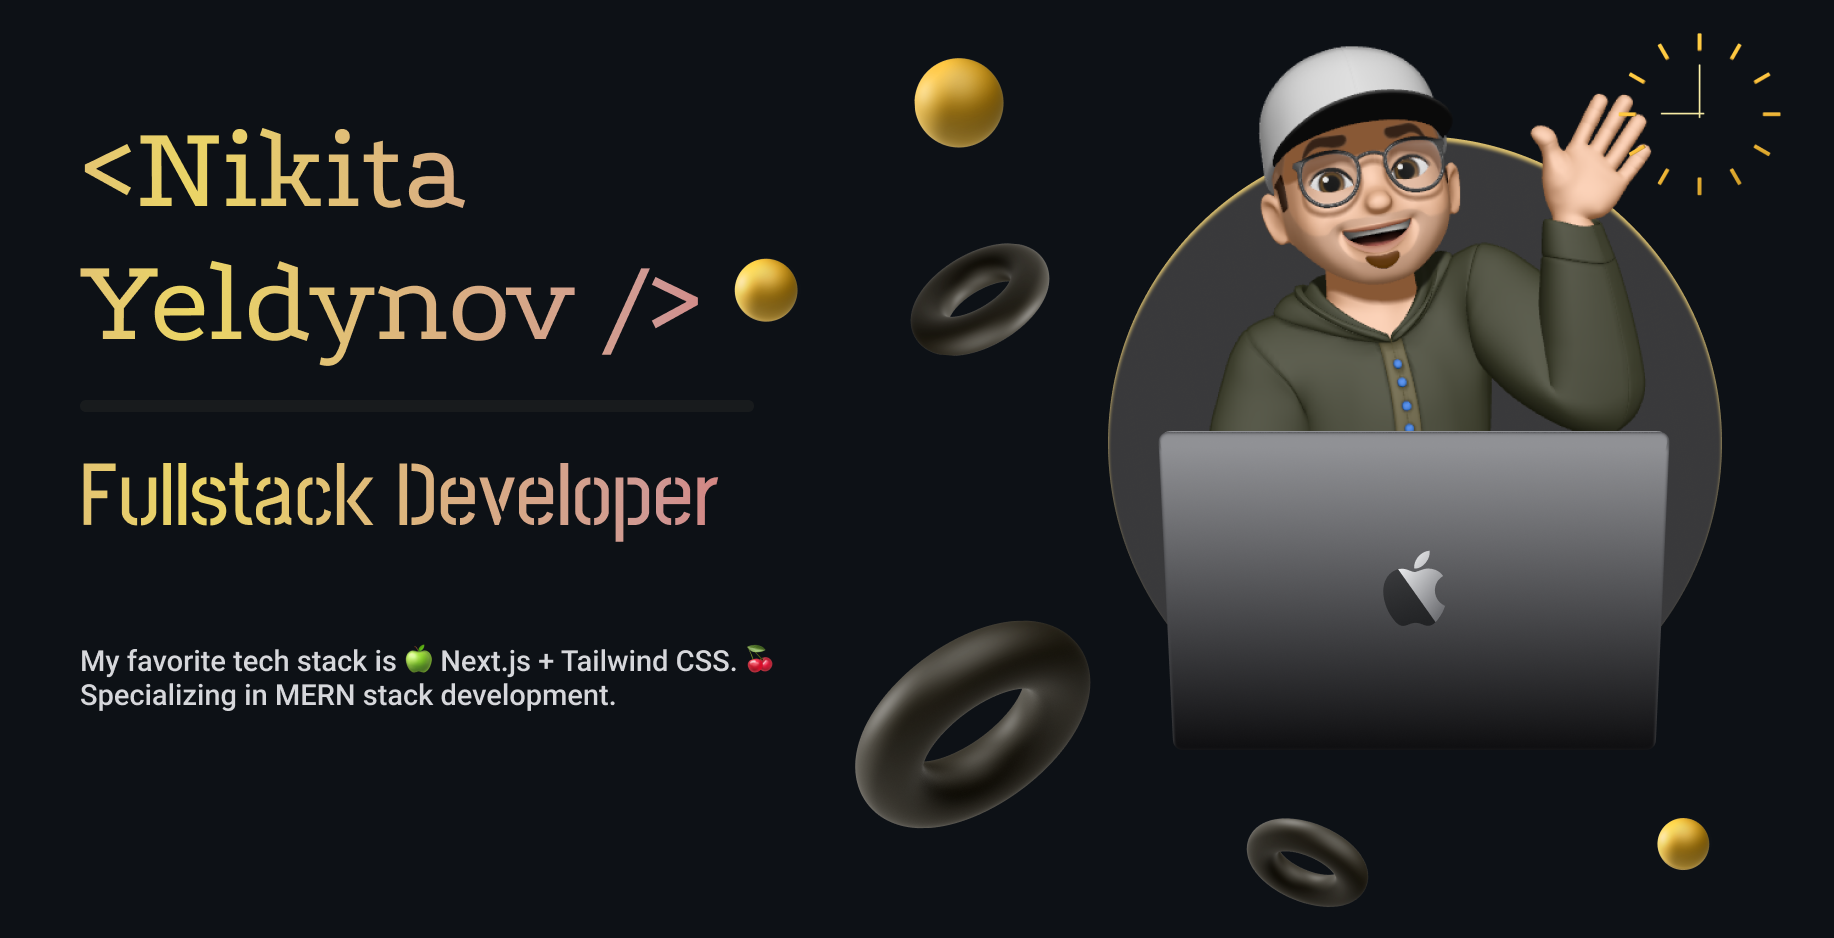 <Nikita
Yeldynov />
Fullstack Developer
My favorite tech stack is 🍏 Next.js + Tailwind CSS. 🍒
Specializing in MERN stack development.